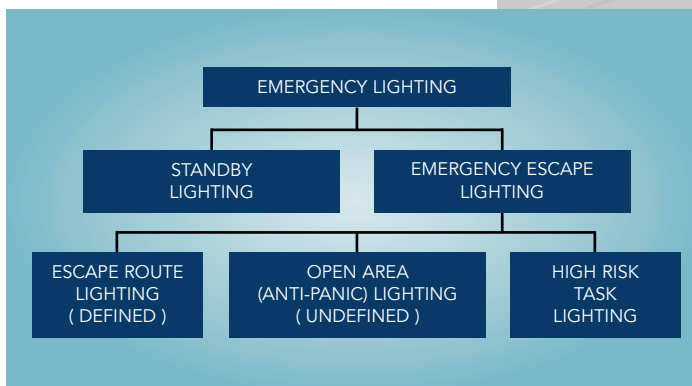 EMERGENCY LIGHTING
STANDBY
LIGHTING
EMERGENCY ESCAPE
LIGHTING
ESCAPE ROUTE
LIGHTING
( DEFINED )
OPEN AREA
(ANTI-PANIC) LIGHTING
( UNDEFINED )
HIGH RISK
TASK
LIGHTING